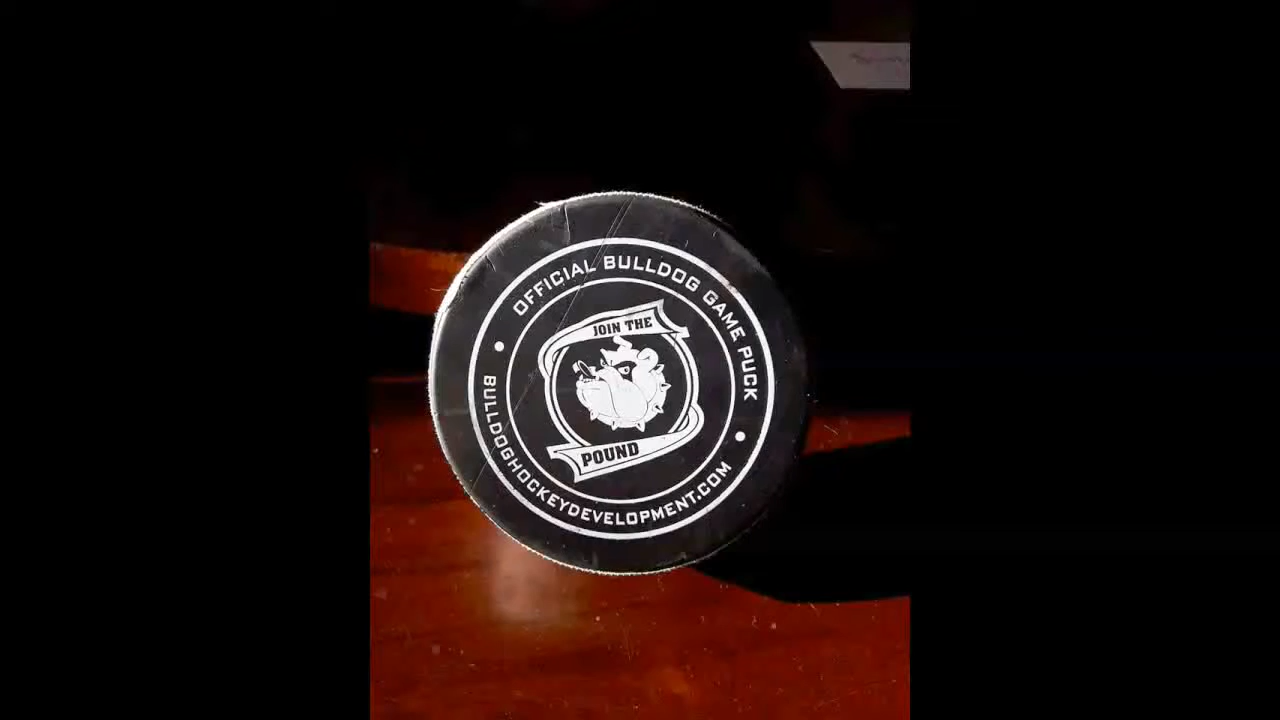 OFFICIAL BULLDOG GAME PUCK
JOIN THE
POUND
BULLDOGHOCKEYDEVELOPMENT.COM